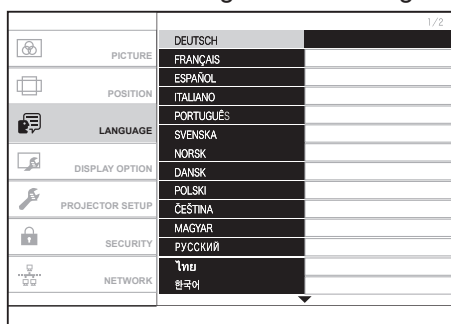 1/2
PICTURE
POSITION
LANGUAGE
DISPLAY OPTION
PROJECTOR SETUP
SECURITY
NETWORK
DEUTSCH
FRANÇAIS
ESPAÑOL
ITALIANO
PORTUGUÊS
SVENSKA
NORSK
DANSK
POLSKI
ČEŠTINA
MAGYAR
РУССКИЙ
ไทย
한국어